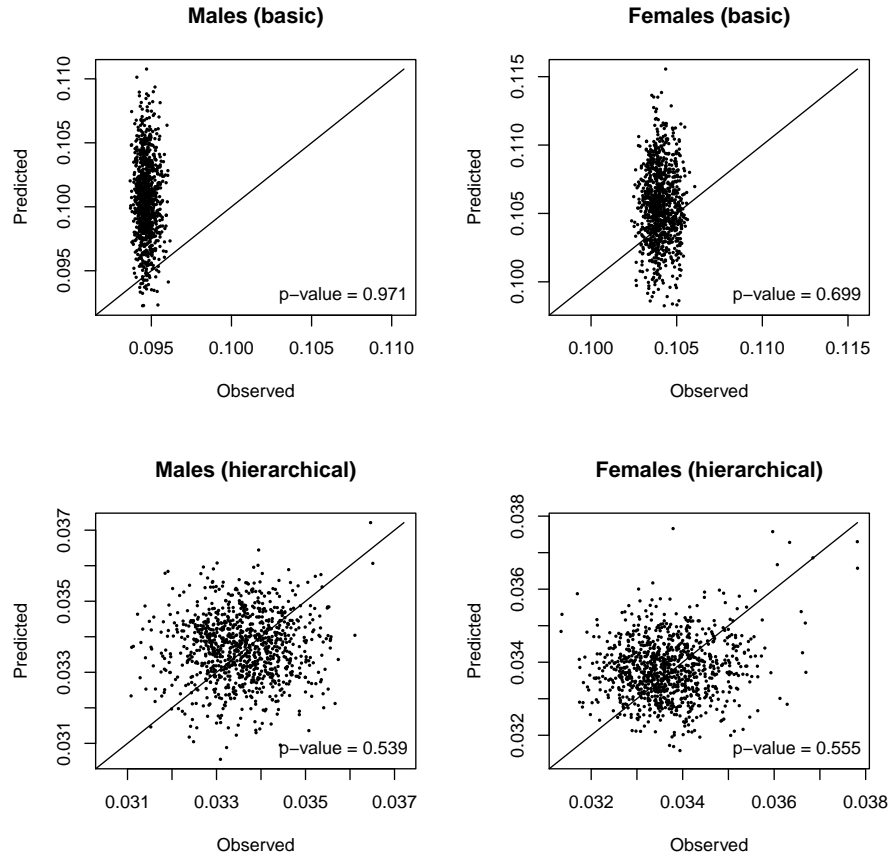 Males (basic)
Predicted
0.095 0.100 0.105 0.110
p−value = 0.971
0.095 0.100 0.105 0.110
Observed
Females (basic)
Predicted
0.100 0.105 0.110 0.115
p−value = 0.699
0.100 0.105 0.110 0.115
Observed
Males (hierarchical)
Predicted
0.031 0.033 0.035 0.037
p−value = 0.539
0.031 0.033 0.035 0.037
Observed
Females (hierarchical)
Predicted
0.032 0.034 0.036 0.038
p−value = 0.555
0.032 0.034 0.036 0.038
Observed